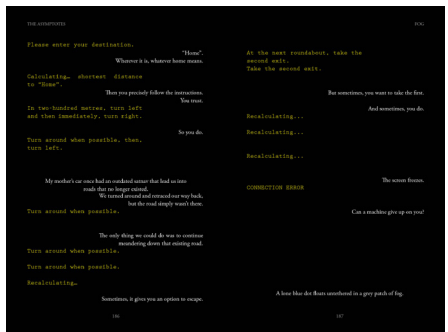 THE ASYMPTOTES
Please enter your destination.
"Home".
Wherever it is, whatever home means.
Calculating… shortest distance
to "Home".
Then you precisely follow the instructions.
You trust.
In two-hundred metres, turn left
and then immediately, turn right.
So you do.
Turn around when possible, then,
turn left.
My mother's car once had an outdated satnav that lead us into
roads that no longer existed.
We turned around and retraced our way back,
but the road simply wasn't there.
Turn around when possible.
The only thing we could do was to continue
meandering down that existing road.
Turn around when possible.
Turn around when possible.
Recalculating…
Sometimes, it gives you an option to escape.
186
FOG
At the next roundabout, take the
second exit.
Take the second exit.
But sometimes, you want to take the first.
And sometimes, you do.
Recalculating...
Recalculating...
Recalculating...
The screen freezes.
CONNECTION ERROR
Can a machine give up on you?
A lone blue dot floats untethered in a grey patch of fog.
187